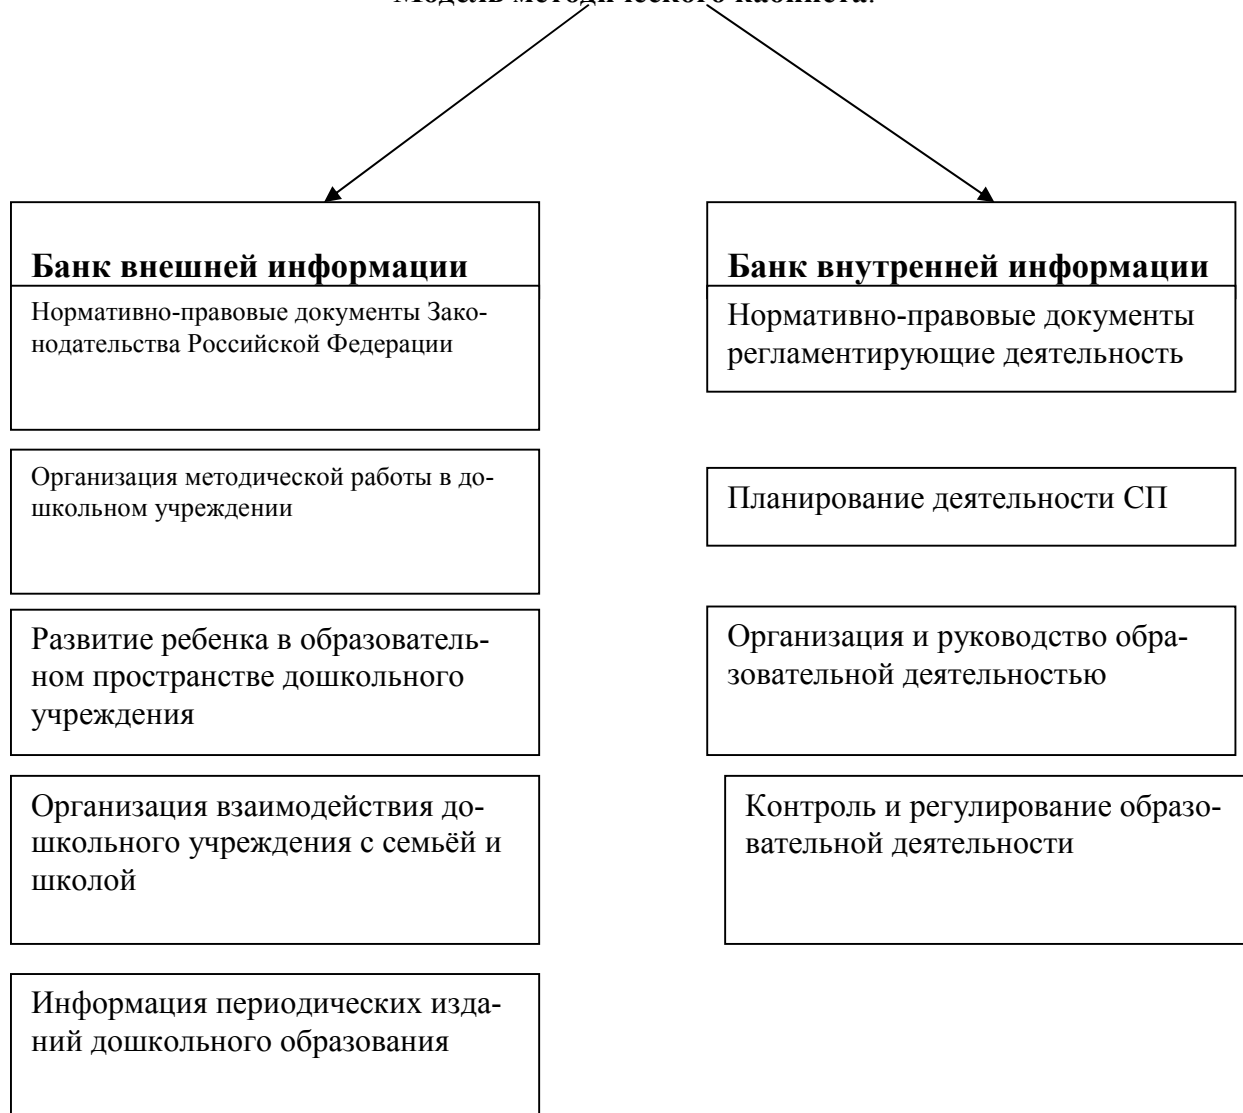 Модель методического кабинета.
Банк внешней информации
Нормативно-правовые документы Зако-
нодательства Российской Федерации
Организация методической работы в до-
школьном учреждении
Развитие ребенка в образователь-
ном пространстве дошкольного
учреждения
Организация взаимодействия до-
школьного учреждения с семьёй и
школой
Информация периодических изда-
ний дошкольного образования
Банк внутренней информации
Нормативно-правовые документы
регламентирующие деятельность
Планирование деятельности СП
Организация и руководство обра-
зовательной деятельностью
Контроль и регулирование образо-
вательной деятельности